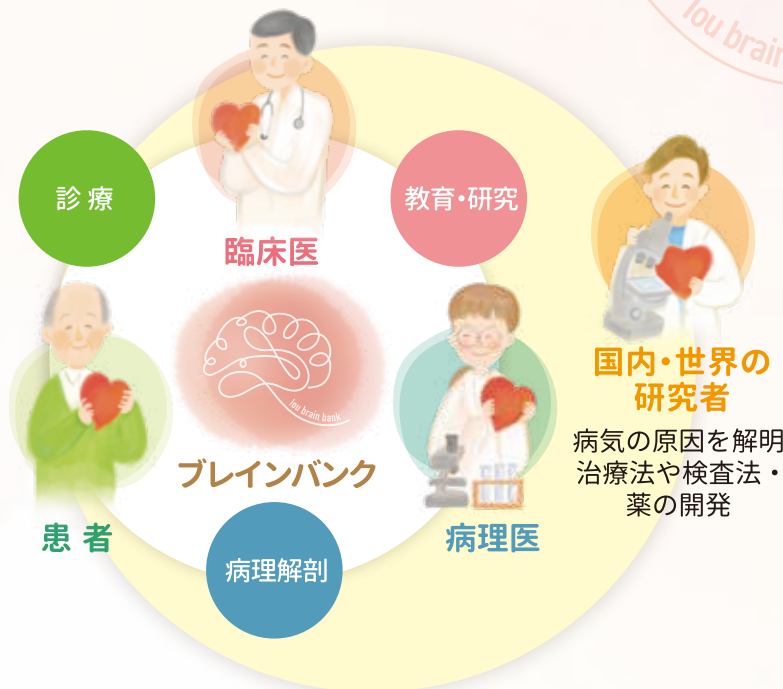 lou brain
診療
教育・研究
臨床医
lou brain bank
国内・世界の
研究者
病気の原因を解明
治療法や検査法・
薬の開発
ブレインバンク
患者
病理医
病理解剖